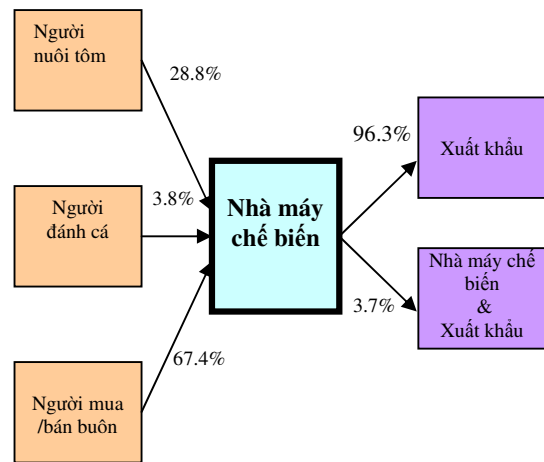 Người
nuôi tôm
28.8%
96.3%
Xuất khẩu
Người
đánh cá
3.8%
Nhà máy
chế biến
Nhà máy chế
biến
&
Xuất khẩu
3.7%
67.4%
Người mua
/bán buôn